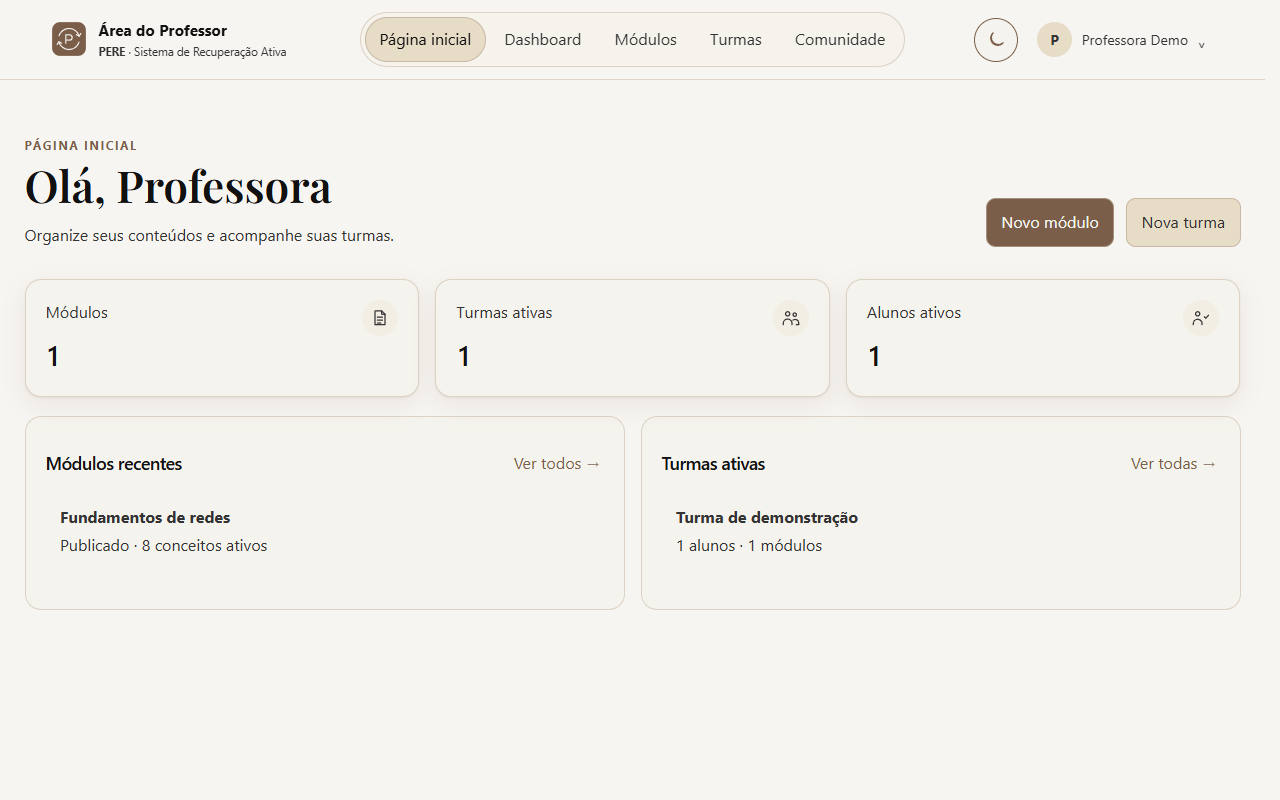 P
Área do Professor
PERE · Sistema de Recuperação Ativa
Página inicial
Dashboard
Módulos
Turmas
Comunidade
P
Professora Demo
PÁGINA INICIAL
Olá, Professora
Organize seus conteúdos e acompanhe suas turmas.
Novo módulo
Nova turma
Módulos
1
Turmas ativas
1
Alunos ativos
1
Módulos recentes
Ver todos →
Fundamentos de redes
Publicado · 8 conceitos ativos
Turmas ativas
Ver todas →
Turma de demonstração
1 alunos · 1 módulos